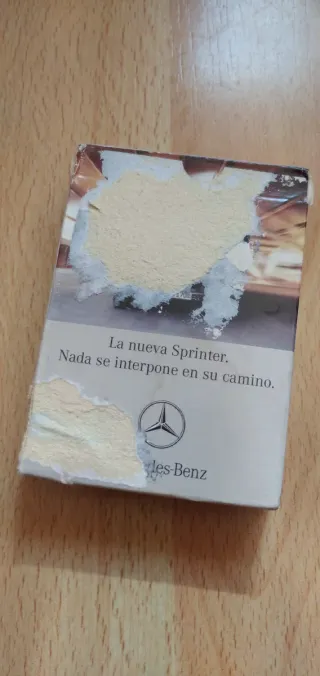 La nueva Sprinter.
Nada se interpone en su camino.
des-Benz